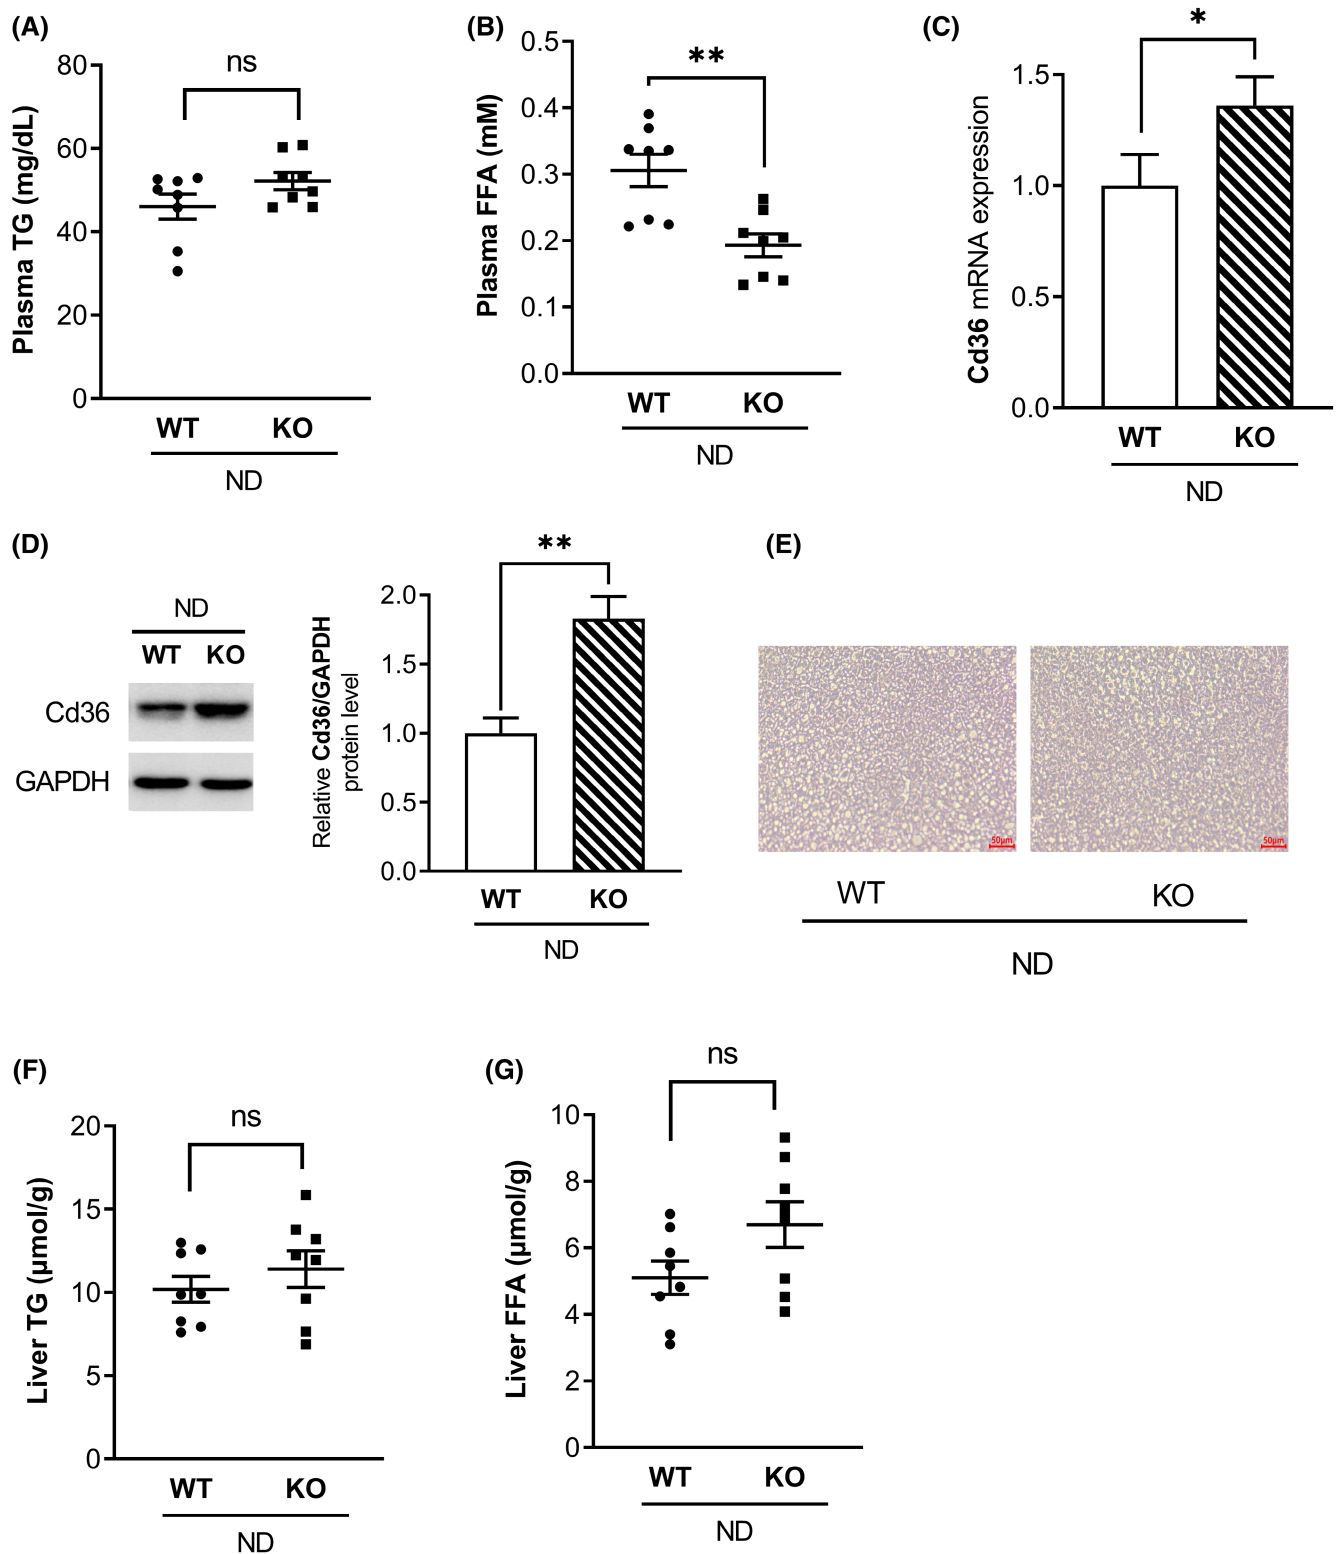 (A)
ns
Plasma TG (mg/dL)
80
60
40
20
0
WT KO
ND
(B)
**
Plasma FFA (mM)
0.5
0.4
0.3
0.2
0.1
0.0
WT KO
ND
(C)
*
Cd36 mRNA expression
1.5
1.0
0.5
0.0
WT KO
ND
(D)
ND
WT KO
Cd36
GAPDH
**
Relative Cd36/GAPDH
protein level
2.0
1.5
1.0
0.5
0.0
WT KO
ND
(E)
50μm
50μm
WT KO
ND
(F)
ns
Liver TG (μmol/g)
20
15
10
5
0
WT KO
ND
(G)
ns
Liver FFA (μmol/g)
10
8
6
4
2
0
WT KO
ND